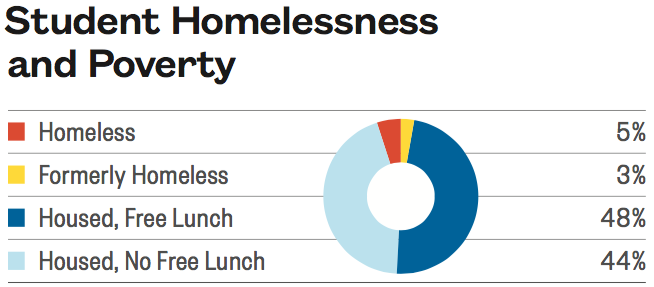 Student Homelessness
and Poverty
Homeless 5%
Formerly Homeless 3%
Housed, Free Lunch 48%
Housed, No Free Lunch 44%